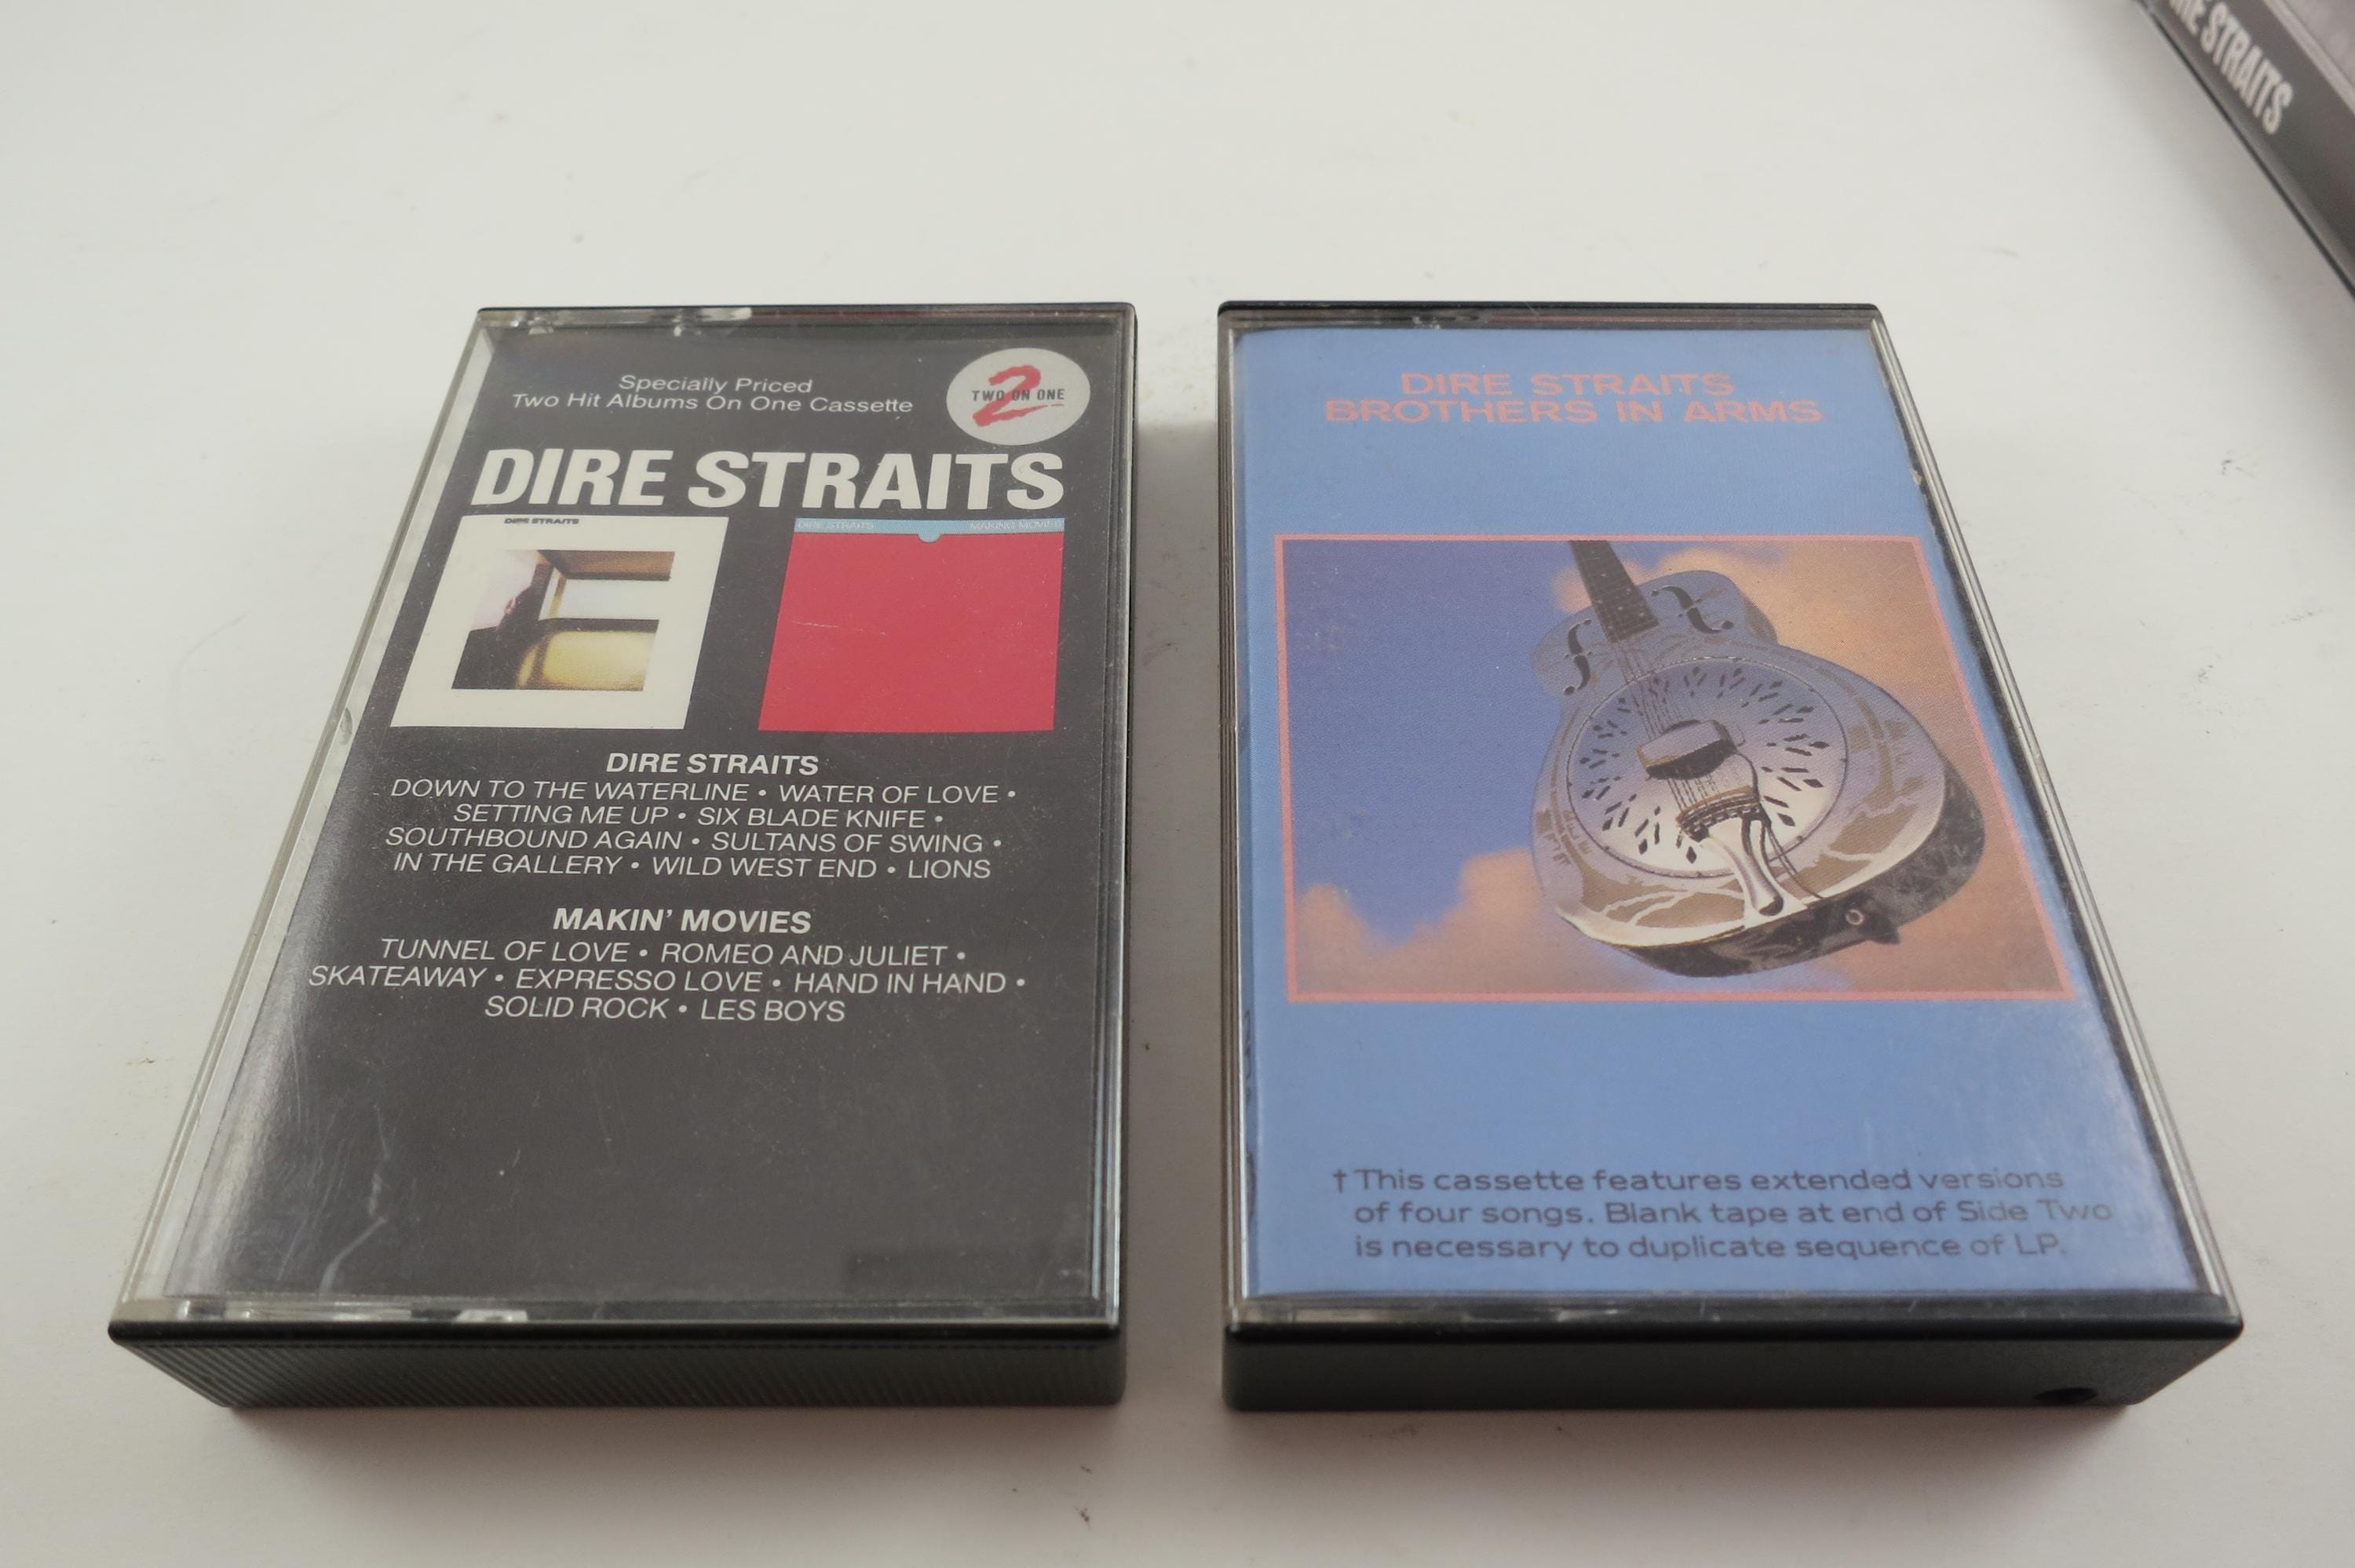 STRAITS
Specially Priced
Two Hit Albums On One Cassette
2
TWO ON ONE
DIRE STRAITS
DIRE STRAITS
DIRE STRAITS MAKING MOVIES
DIRE STRAITS
DOWN TO THE WATERLINE • WATER OF LOVE •
SETTING ME UP • SIX BLADE KNIFE •
SOUTHBOUND AGAIN • SULTANS OF SWING •
IN THE GALLERY • WILD WEST END • LIONS
MAKIN' MOVIES
TUNNEL OF LOVE • ROMEO AND JULIET •
SKATEAWAY • EXPRESSO LOVE • HAND IN HAND •
SOLID ROCK • LES BOYS
DIRE STRAITS
BROTHERS IN ARMS
† This cassette features extended versions
of four songs. Blank tape at end of Side Two
is necessary to duplicate sequence of LP.